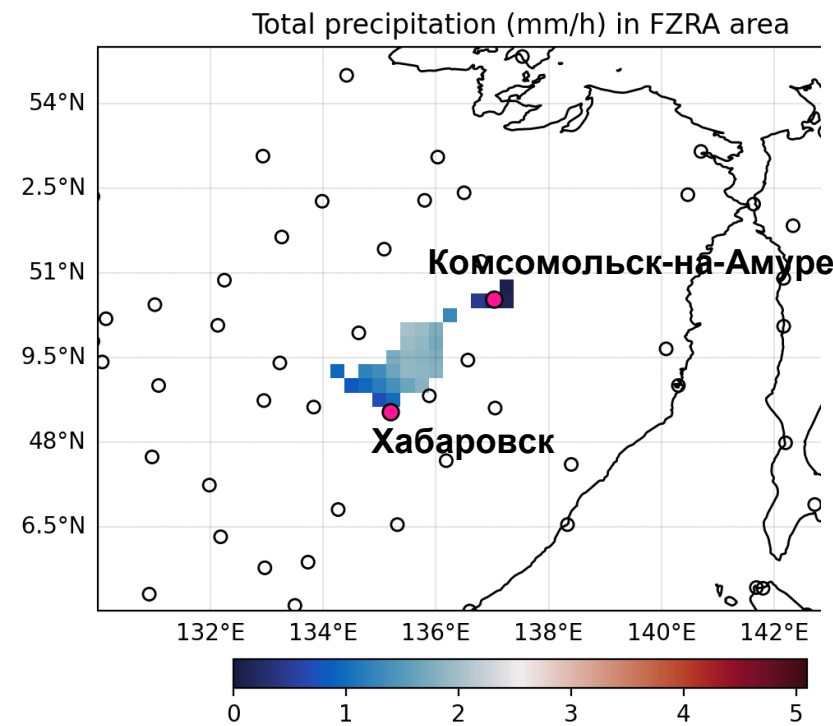 Total precipitation (mm/h) in FZRA area
54°N
2.5°N
Комсомольск-на-Амуре
51°N
9.5°N
Хабаровск
48°N
6.5°N
132°E 134°E 136°E 138°E 140°E 142°E
0 1 2 3 4 5